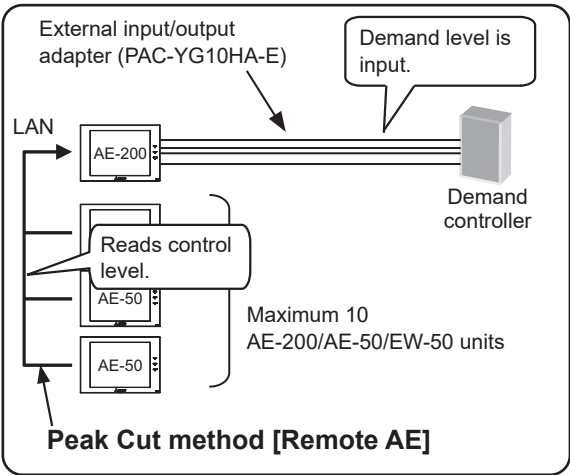 External input/output
adapter (PAC-YG10HA-E)
Demand level is
input.
LAN
AE-200
Demand
controller
Reads control
level.
AE-50
Maximum 10
AE-200/AE-50/EW-50 units
AE-50
Peak Cut method [Remote AE]